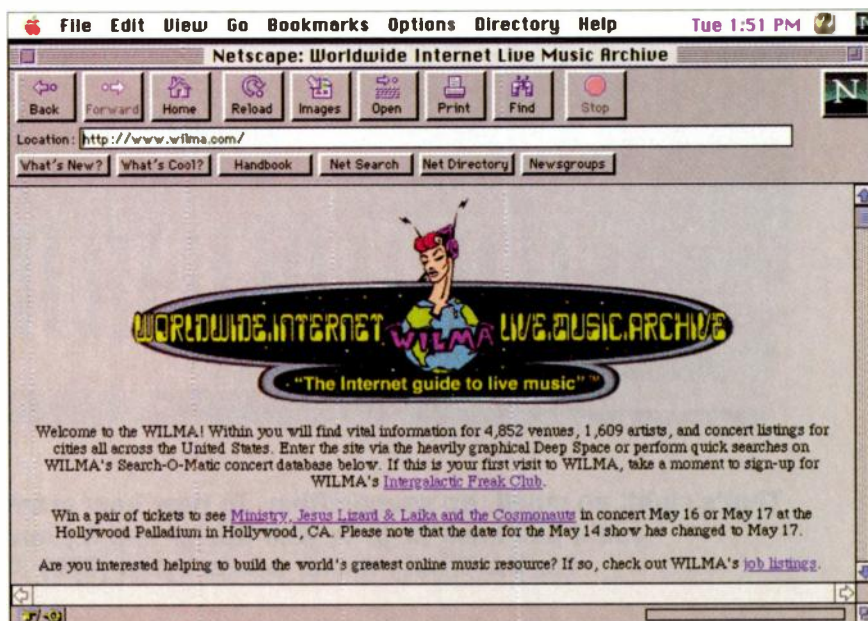 File Edit View Go Bookmarks Options Directory Help Tue 1:51 PM
Netscape: Worldwide Internet Live Music Archive
Back Forward Home Reload Images Open Print Find Stop N
Location: http://www.wilma.com/
What's New? What's Cool? Handbook Net Search Net Directory Newsgroups
WORLDWIDE.INTERNET. WILMA LIVE.MUSIC.ARCHIVE
"The Internet guide to live music" ™
Welcome to the WILMA! Within you will find vital information for 4,852 venues, 1,609 artists, and concert listings for
cities all across the United States. Enter the site via the heavily graphical Deep Space or perform quick searches on
WILMA's Search-O-Matic concert database below. If this is your first visit to WILMA, take a moment to sign-up for
WILMA's Intergalactic Freak Club.
Win a pair of tickets to see Ministry, Jesus Lizard & Laika and the Cosmonauts in concert May 16 or May 17 at the
Hollywood Palladium in Hollywood, CA. Please note that the date for the May 14 show has changed to May 17.
Are you interested helping to build the world's greatest online music resource? If so, check out WILMA's job listings.